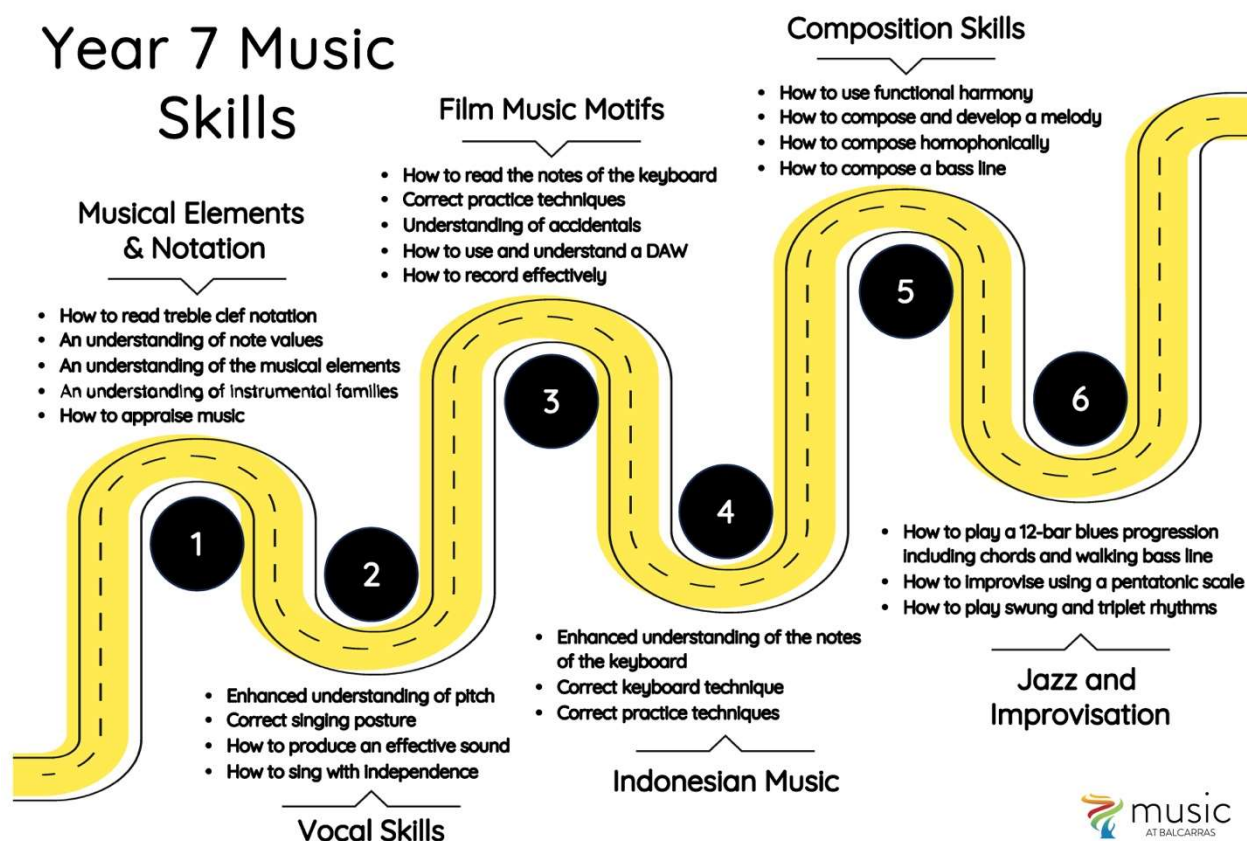 Year 7 Music
Skills
Musical Elements
& Notation
• How to read treble clef notation
• An understanding of note values
• An understanding of the musical elements
• An understanding of instrumental families
• How to appraise music
1
2
• Enhanced understanding of pitch
• Correct singing posture
• How to produce an effective sound
• How to sing with independence
Vocal Skills
Film Music Motifs
• How to read the notes of the keyboard
• Correct practice techniques
• Understanding of accidentals
• How to use and understand a DAW
• How to record effectively
3
4
• Enhanced understanding of the notes
of the keyboard
• Correct keyboard technique
• Correct practice techniques
Indonesian Music
Composition Skills
• How to use functional harmony
• How to compose and develop a melody
• How to compose homophonically
• How to compose a bass line
5
6
• How to play a 12-bar blues progression
including chords and walking bass line
• How to improvise using a pentatonic scale
• How to play swung and triplet rhythms
Jazz and
Improvisation
music
AT BALCARRAS